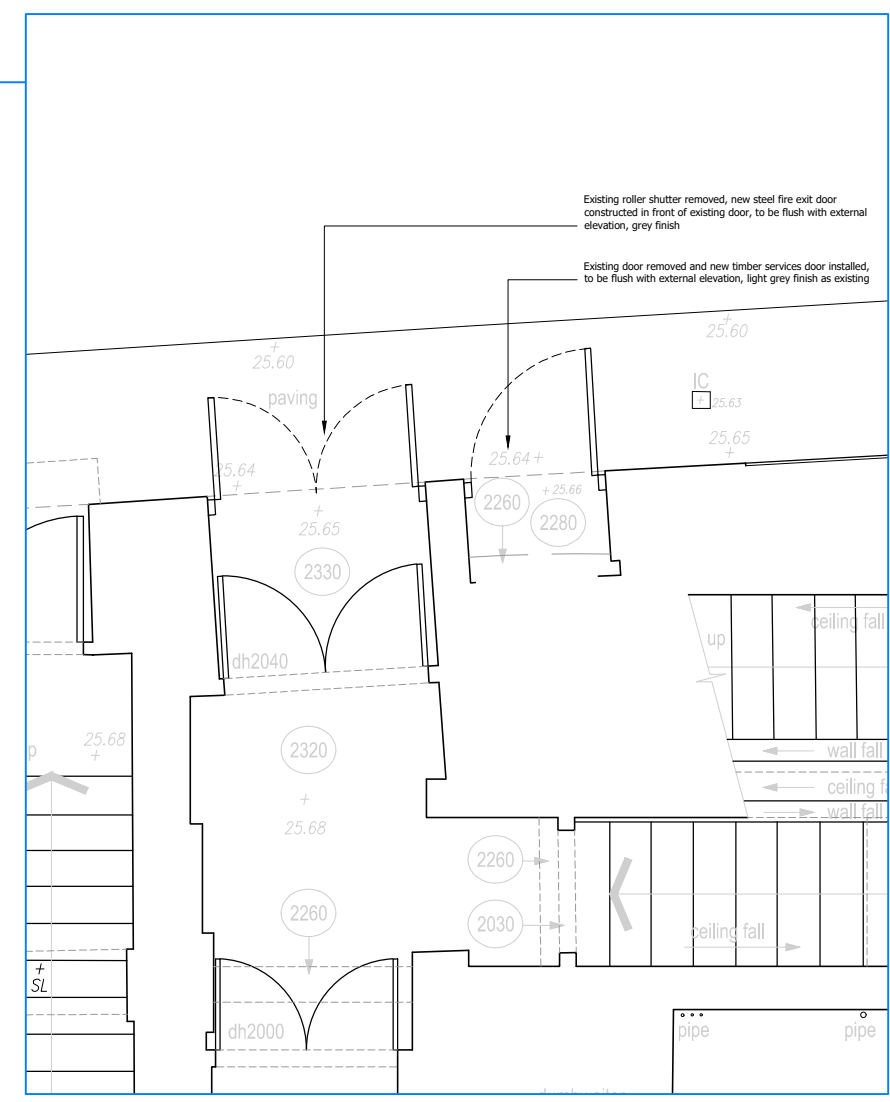 Existing roller shutter removed, new steel fire exit door
constructed in front of existing door, to be flush with external
elevation, grey finish
Existing door removed and new timber services door installed,
to be flush with external elevation, light grey finish as existing
25.60
25.60
paving
IC
25.63
25.65
25.64
25.64
25.66
2260
2280
25.65
2330
dh2040
ceiling fall
up
25.68
2320
wall fall
ceiling
wall fall
25.68
2260
2260
2030
ceiling fall
SL
dh2000
pipe
pipe